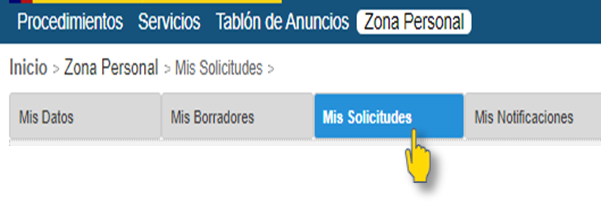 Procedimientos Servicios Tablón de Anuncios Zona Personal
Inicio > Zona Personal > Mis Solicitudes >
Mis Datos Mis Borradores Mis Solicitudes Mis Notificaciones